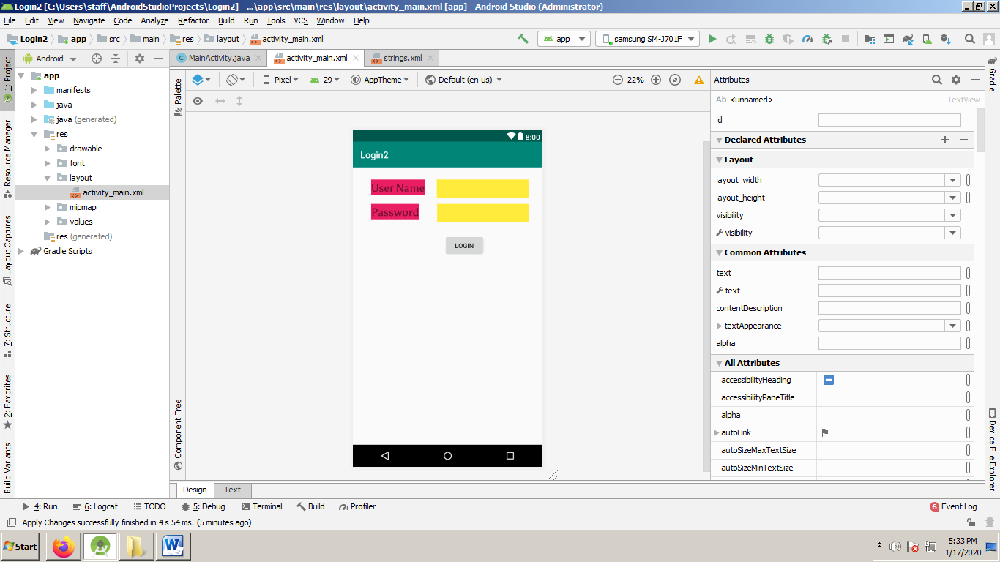 Login2 [C:\Users\staff\AndroidStudioProjects\Login2] - ...\app\src\main\res\layout\activity_main.xml [app] - Android Studio (Administrator)
File Edit View Navigate Code Analyze Refactor Build Run Tools VCS Window Help
Login2 app src main res layout activity_main.xml app samsung SM-J701F
Android MainActivity.java activity_main.xml strings.xml
1: Project
Resource Manager
Layout Captures
7: Structure
2: Favorites
Build Variants
app
manifests
java
java (generated)
res
drawable
font
layout
activity_main.xml
mipmap
values
res (generated)
Gradle Scripts
Palette
Component Tree
Pixel 29 AppTheme Default (en-us) 22%
8:00
Login2
User Name
Password
LOGIN
Design Text
Attributes
Ab <unnamed> TextView
id
Declared Attributes
Layout
layout_width
layout_height
visibility
visibility
Common Attributes
text
text
contentDescription
textAppearance
alpha
All Attributes
accessibilityHeading
accessibilityPaneTitle
alpha
autoLink
autoSizeMaxTextSize
autoSizeMinTextSize
Gradle
Device File Explorer
4: Run 6: Logcat TODO 5: Debug Terminal Build Profiler 6 Event Log
Apply Changes successfully finished in 4 s 54 ms. (5 minutes ago)
Start 5:33 PM
1/17/2020